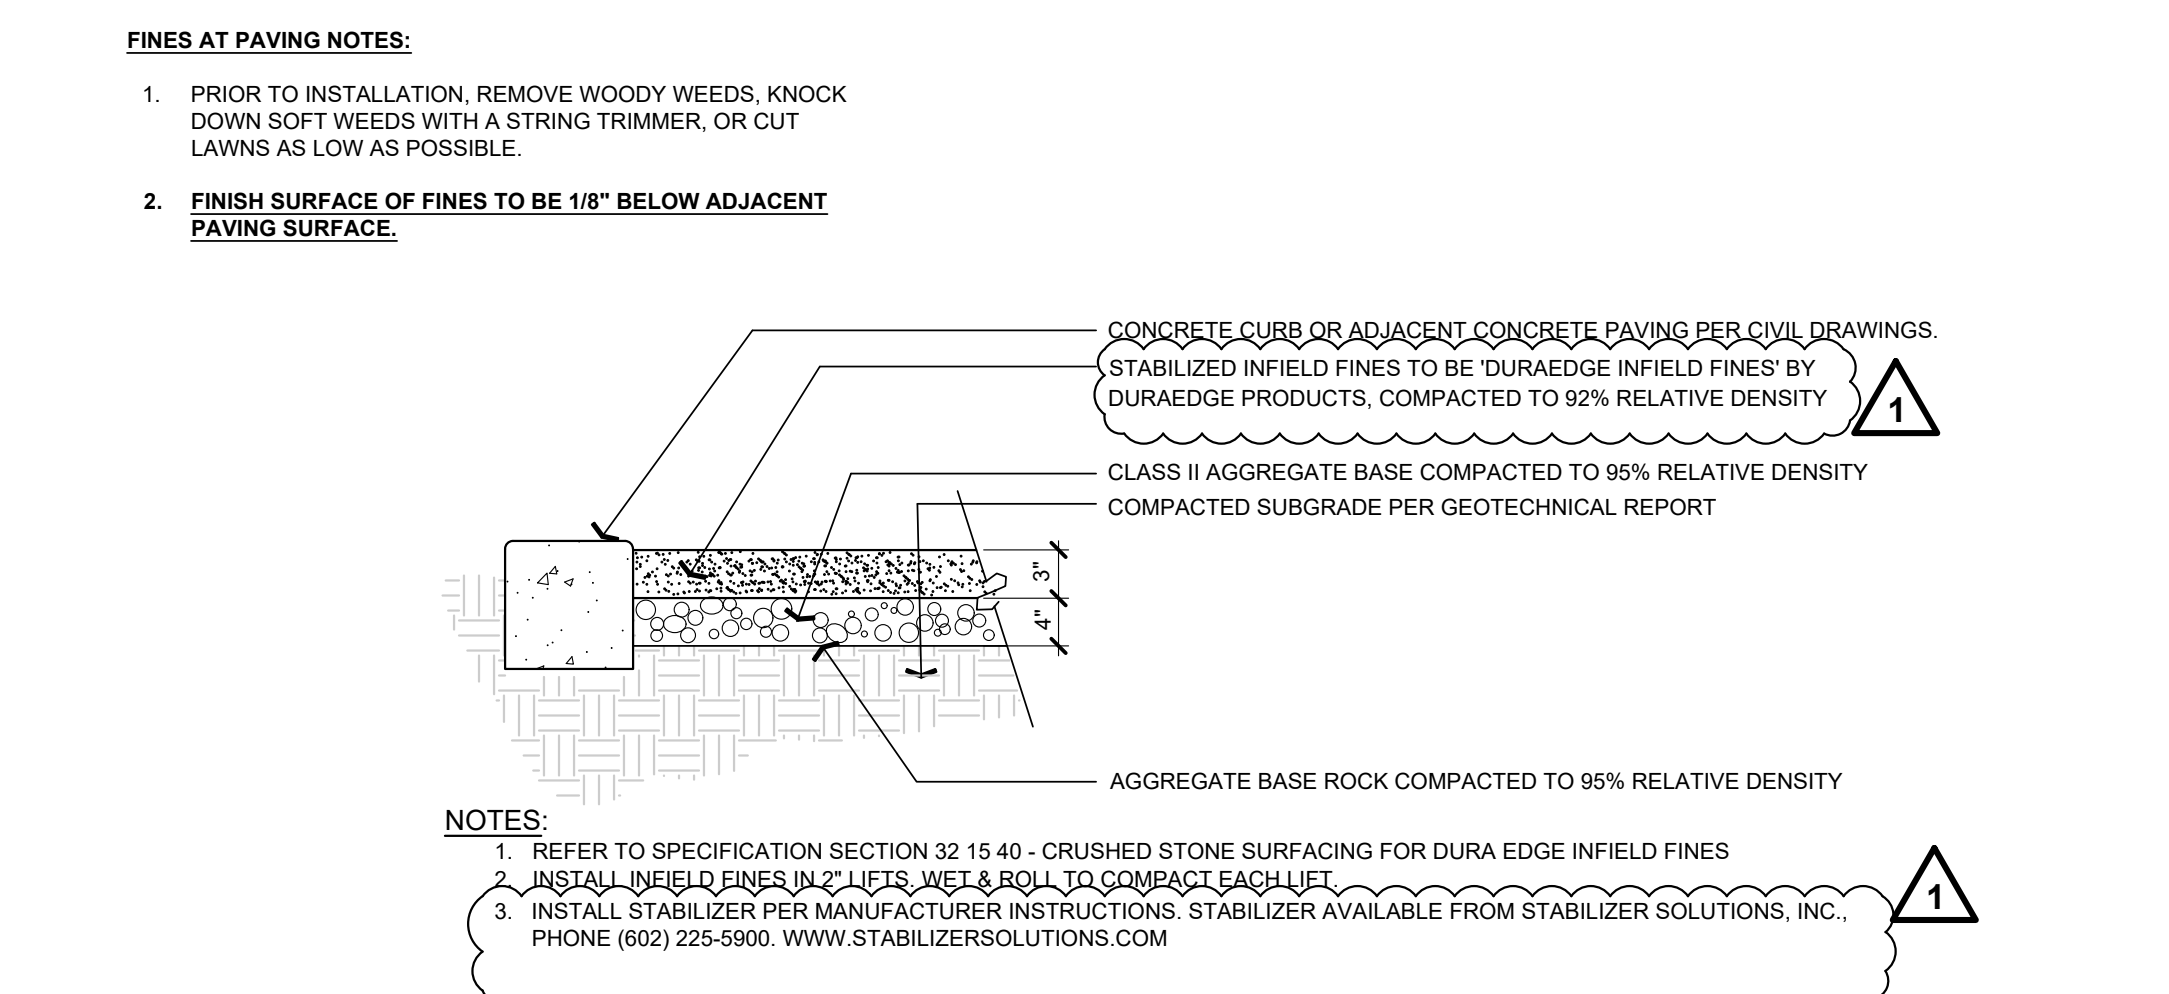 FINES AT PAVING NOTES:
1. PRIOR TO INSTALLATION, REMOVE WOODY WEEDS, KNOCK
DOWN SOFT WEEDS WITH A STRING TRIMMER, OR CUT
LAWNS AS LOW AS POSSIBLE.
2. FINISH SURFACE OF FINES TO BE 1/8" BELOW ADJACENT
PAVING SURFACE.
CONCRETE CURB OR ADJACENT CONCRETE PAVING PER CIVIL DRAWINGS.
STABILIZED INFIELD FINES TO BE 'DURAEDGE INFIELD FINES' BY
DURAEDGE PRODUCTS, COMPACTED TO 92% RELATIVE DENSITY
1
CLASS II AGGREGATE BASE COMPACTED TO 95% RELATIVE DENSITY
COMPACTED SUBGRADE PER GEOTECHNICAL REPORT
3"
4"
AGGREGATE BASE ROCK COMPACTED TO 95% RELATIVE DENSITY
NOTES:
1. REFER TO SPECIFICATION SECTION 32 15 40 - CRUSHED STONE SURFACING FOR DURA EDGE INFIELD FINES
2. INSTALL INFIELD FINES IN 2" LIFTS. WET & ROLL TO COMPACT EACH LIFT.
1
3. INSTALL STABILIZER PER MANUFACTURER INSTRUCTIONS. STABILIZER AVAILABLE FROM STABILIZER SOLUTIONS, INC.,
PHONE (602) 225-5900. WWW.STABILIZERSOLUTIONS.COM